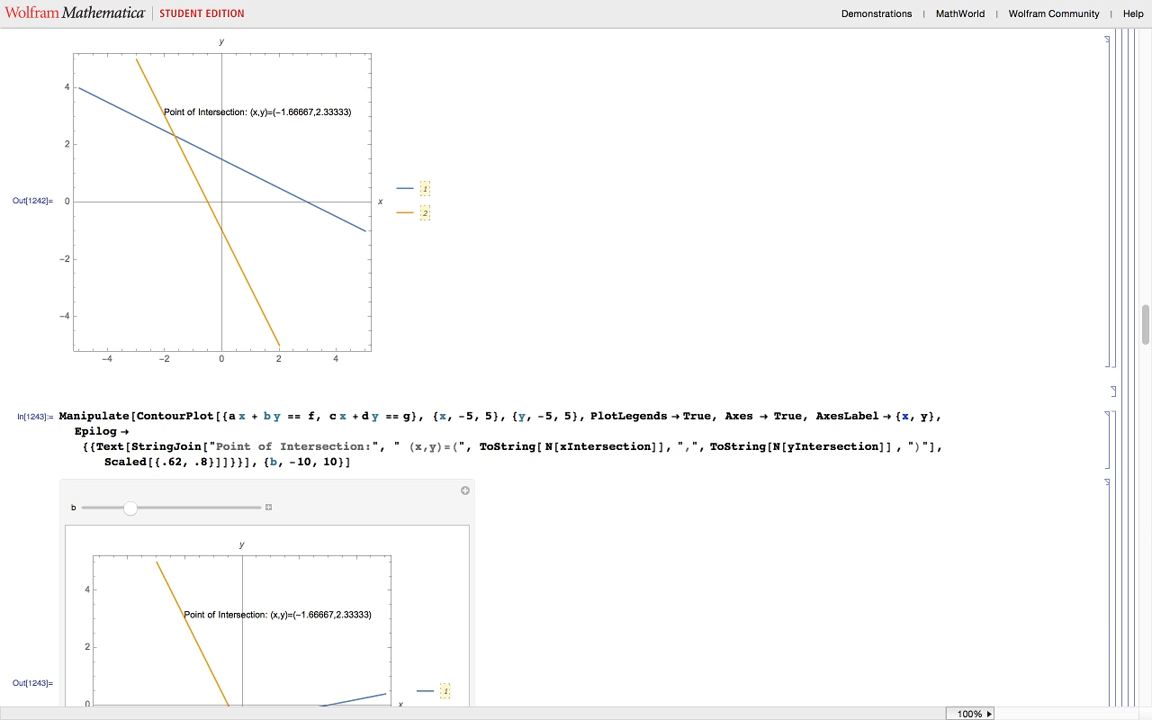 Wolfram Mathematica | STUDENT EDITION
Demonstrations | MathWorld | Wolfram Community | Help
y
4
Point of Intersection: (x,y)=(-1.66667,2.33333)
2
1
Out[1242]= 0 x
2
-2
-4
-4 -2 0 2 4
In[1243]:= Manipulate[ContourPlot[{a x + b y == f, c x + d y == g}, {x, -5, 5}, {y, -5, 5}, PlotLegends → True, Axes → True, AxesLabel → {x, y},
Epilog →
{{Text[StringJoin["Point of Intersection:", " (x,y)=(", ToString[ N[xIntersection]], ",", ToString[N[yIntersection]] , ")"],
Scaled[{.62, .8}]]}}], {b, -10, 10}]
b
y
4
Point of Intersection: (x,y)=(-1.66667,2.33333)
2
Out[1243]= 1
0 x
100%